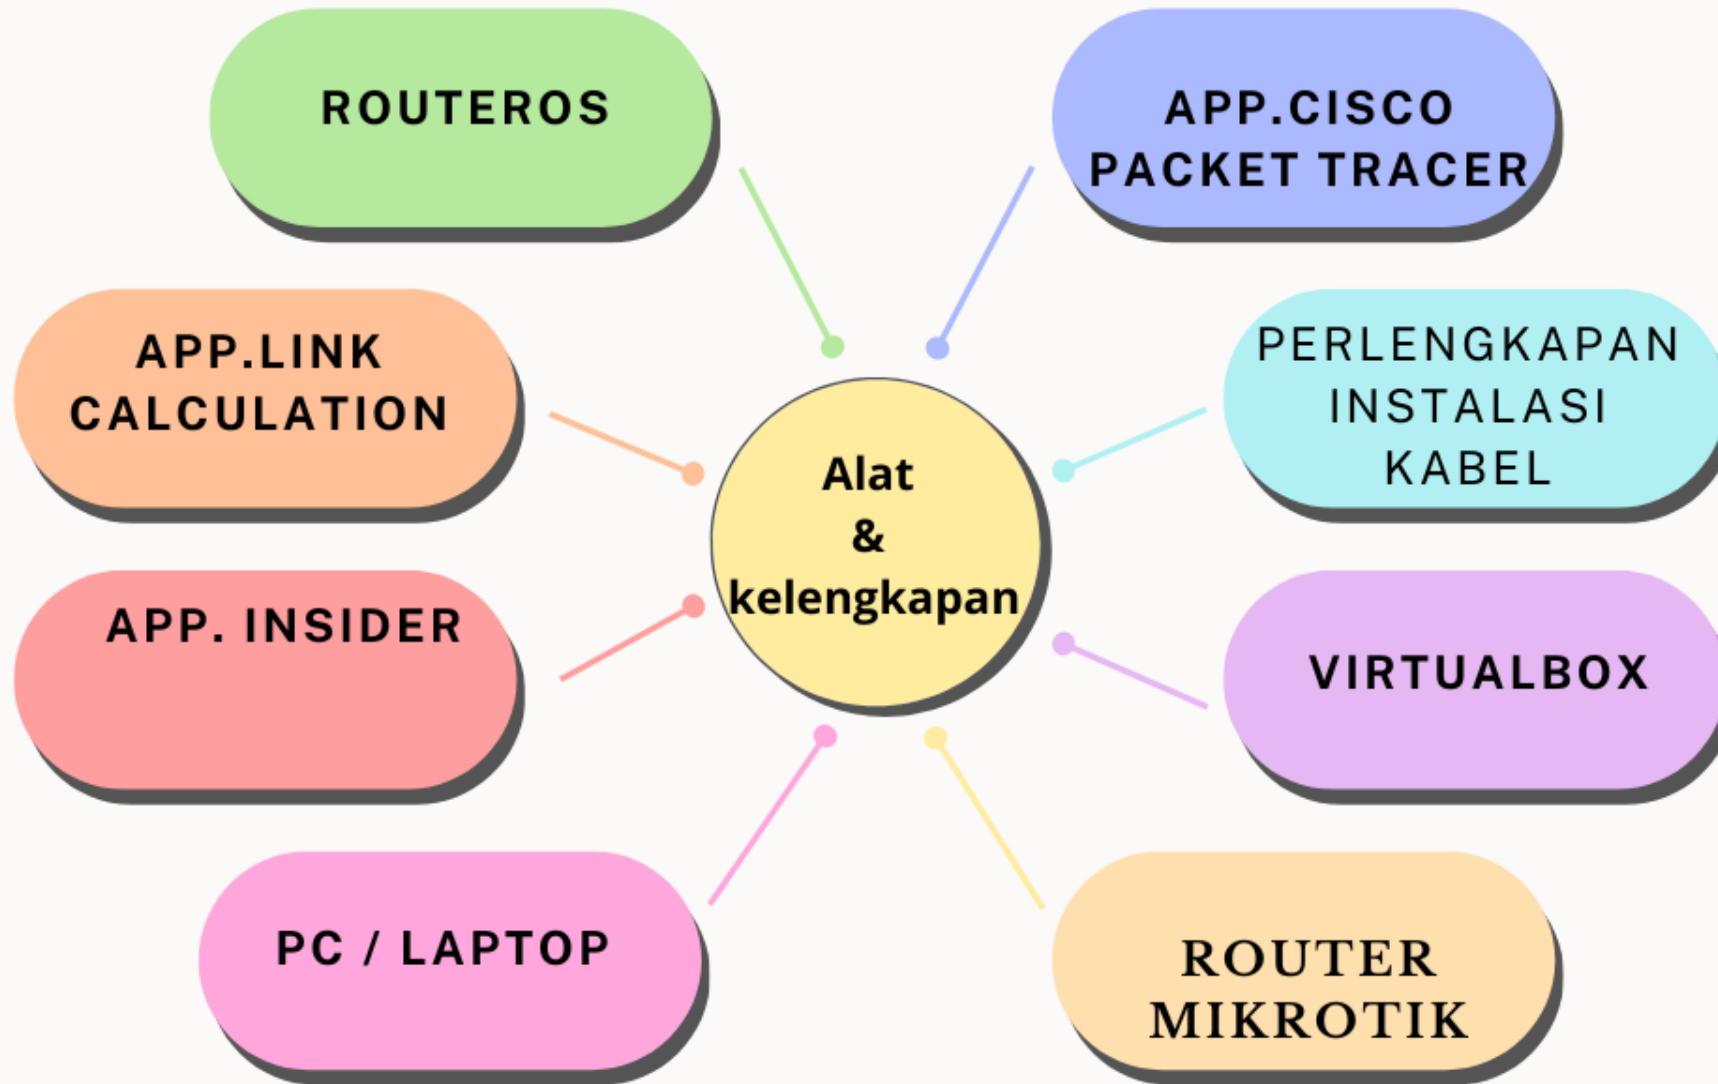 ROUTEROS
APP.CISCO
PACKET TRACER
APP.LINK
CALCULATION
PERLENGKAPAN
INSTALASI
KABEL
Alat
&
kelengkapan
APP. INSIDER
VIRTUALBOX
PC / LAPTOP
ROUTER
MIKROTIK